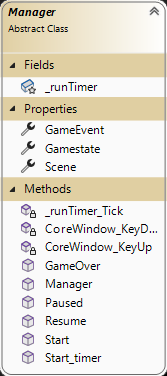 Manager
Abstract Class
Fields
_runTimer
Properties
GameEvent
Gamestate
Scene
Methods
_runTimer_Tick
CoreWindow_KeyD...
CoreWindow_KeyUp
GameOver
Manager
Paused
Resume
Start
Start_timer